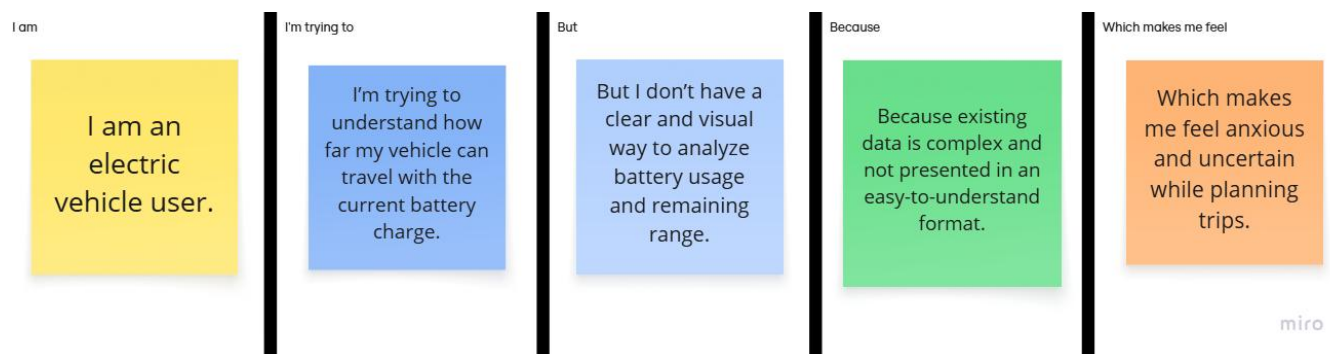 I am
I am an
electric
vehicle user.
I'm trying to
I’m trying to
understand how
far my vehicle can
travel with the
current battery
charge.
But
But I don’t have a
clear and visual
way to analyze
battery usage
and remaining
range.
Because
Because existing
data is complex and
not presented in an
easy-to-understand
format.
Which makes me feel
Which makes
me feel anxious
and uncertain
while planning
trips.
miro